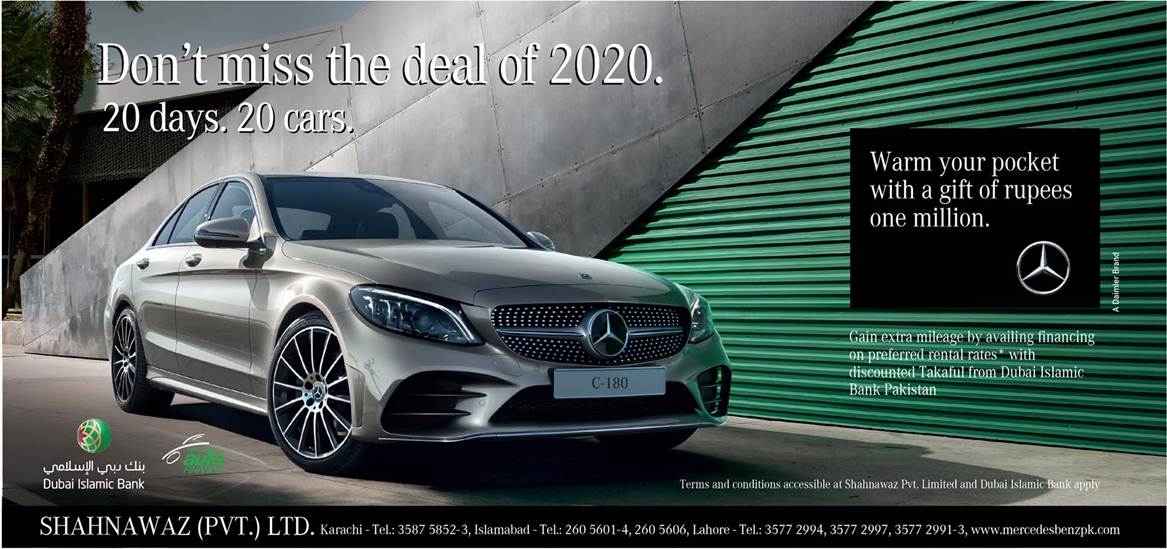 Don't miss the deal of 2020.
20 days. 20 cars.
Warm your pocket
with a gift of rupees
one million.
A Daimler Brand
Gain extra mileage by availing financing
on preferred rental rates* with
discounted Takaful from Dubai Islamic
Bank Pakistan
C-180
بنك دبي الإسلامي
Dubai Islamic Bank
auto
FINANCE
Terms and conditions accessible at Shahnawaz Pvt. Limited and Dubai Islamic Bank apply
SHAHNAWAZ (PVT.) LTD. Karachi - Tel.: 3587 5852-3, Islamabad - Tel.: 260 5601-4, 260 5606, Lahore - Tel.: 3577 2994, 3577 2997, 3577 2991-3, www.mercedesbenzpk.com